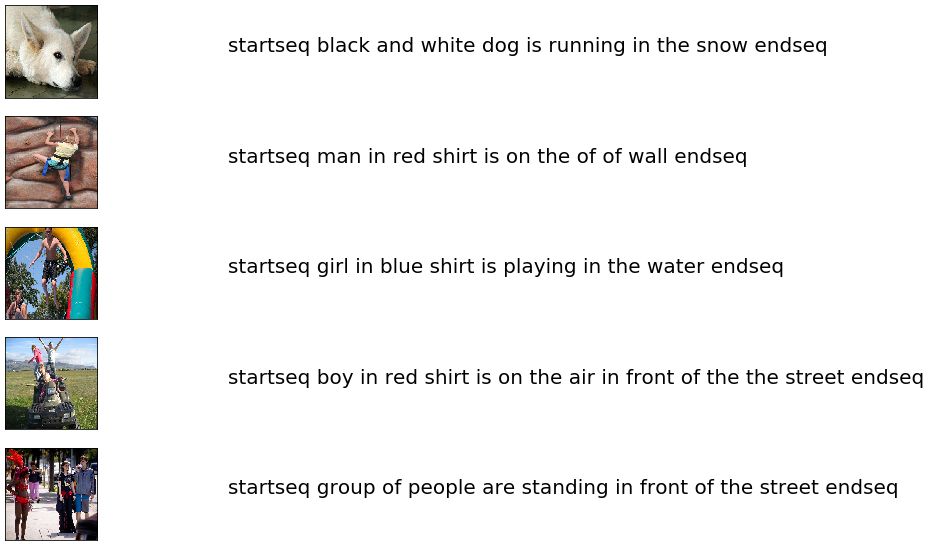 startseq black and white dog is running in the snow endseq
startseq man in red shirt is on the of of wall endseq
startseq girl in blue shirt is playing in the water endseq
startseq boy in red shirt is on the air in front of the the street endseq
startseq group of people are standing in front of the street endseq